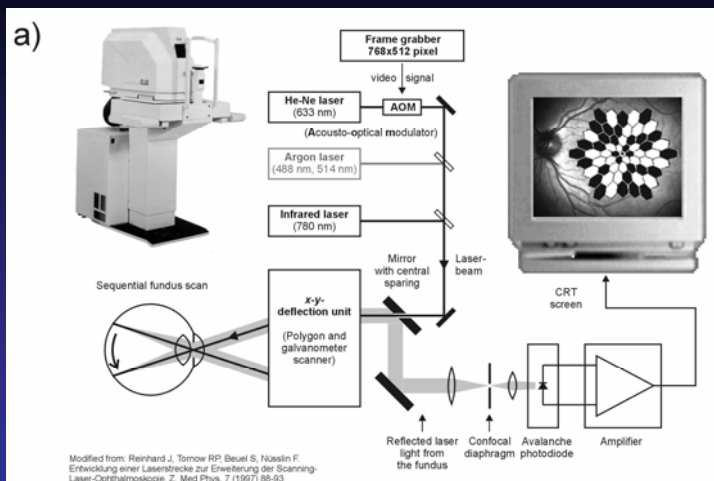 a)
Frame grabber
768x512 pixel
video signal
He-Ne laser
(633 nm)
AOM
(Acousto-optical modulator)
Argon laser
(488 nm, 514 nm)
Infrared laser
(780 nm)
Mirror
with central
sparing
Laser-
beam
Sequential fundus scan
x-y-
deflection unit
(Polygon and
galvanometer
scanner)
CRT
screen
Reflected laser
light from
the fundus
Confocal
diaphragm
Avalanche
photodiode
Amplifier
Modified from: Reinhard J, Tornow RP, Beuel S, Nüsslin F.
Entwicklung einer Laserstrecke zur Erweiterung der Scanning-
Laser-Ophthalmoskopie. Z. Med Phys. 7 (1997) 88-93